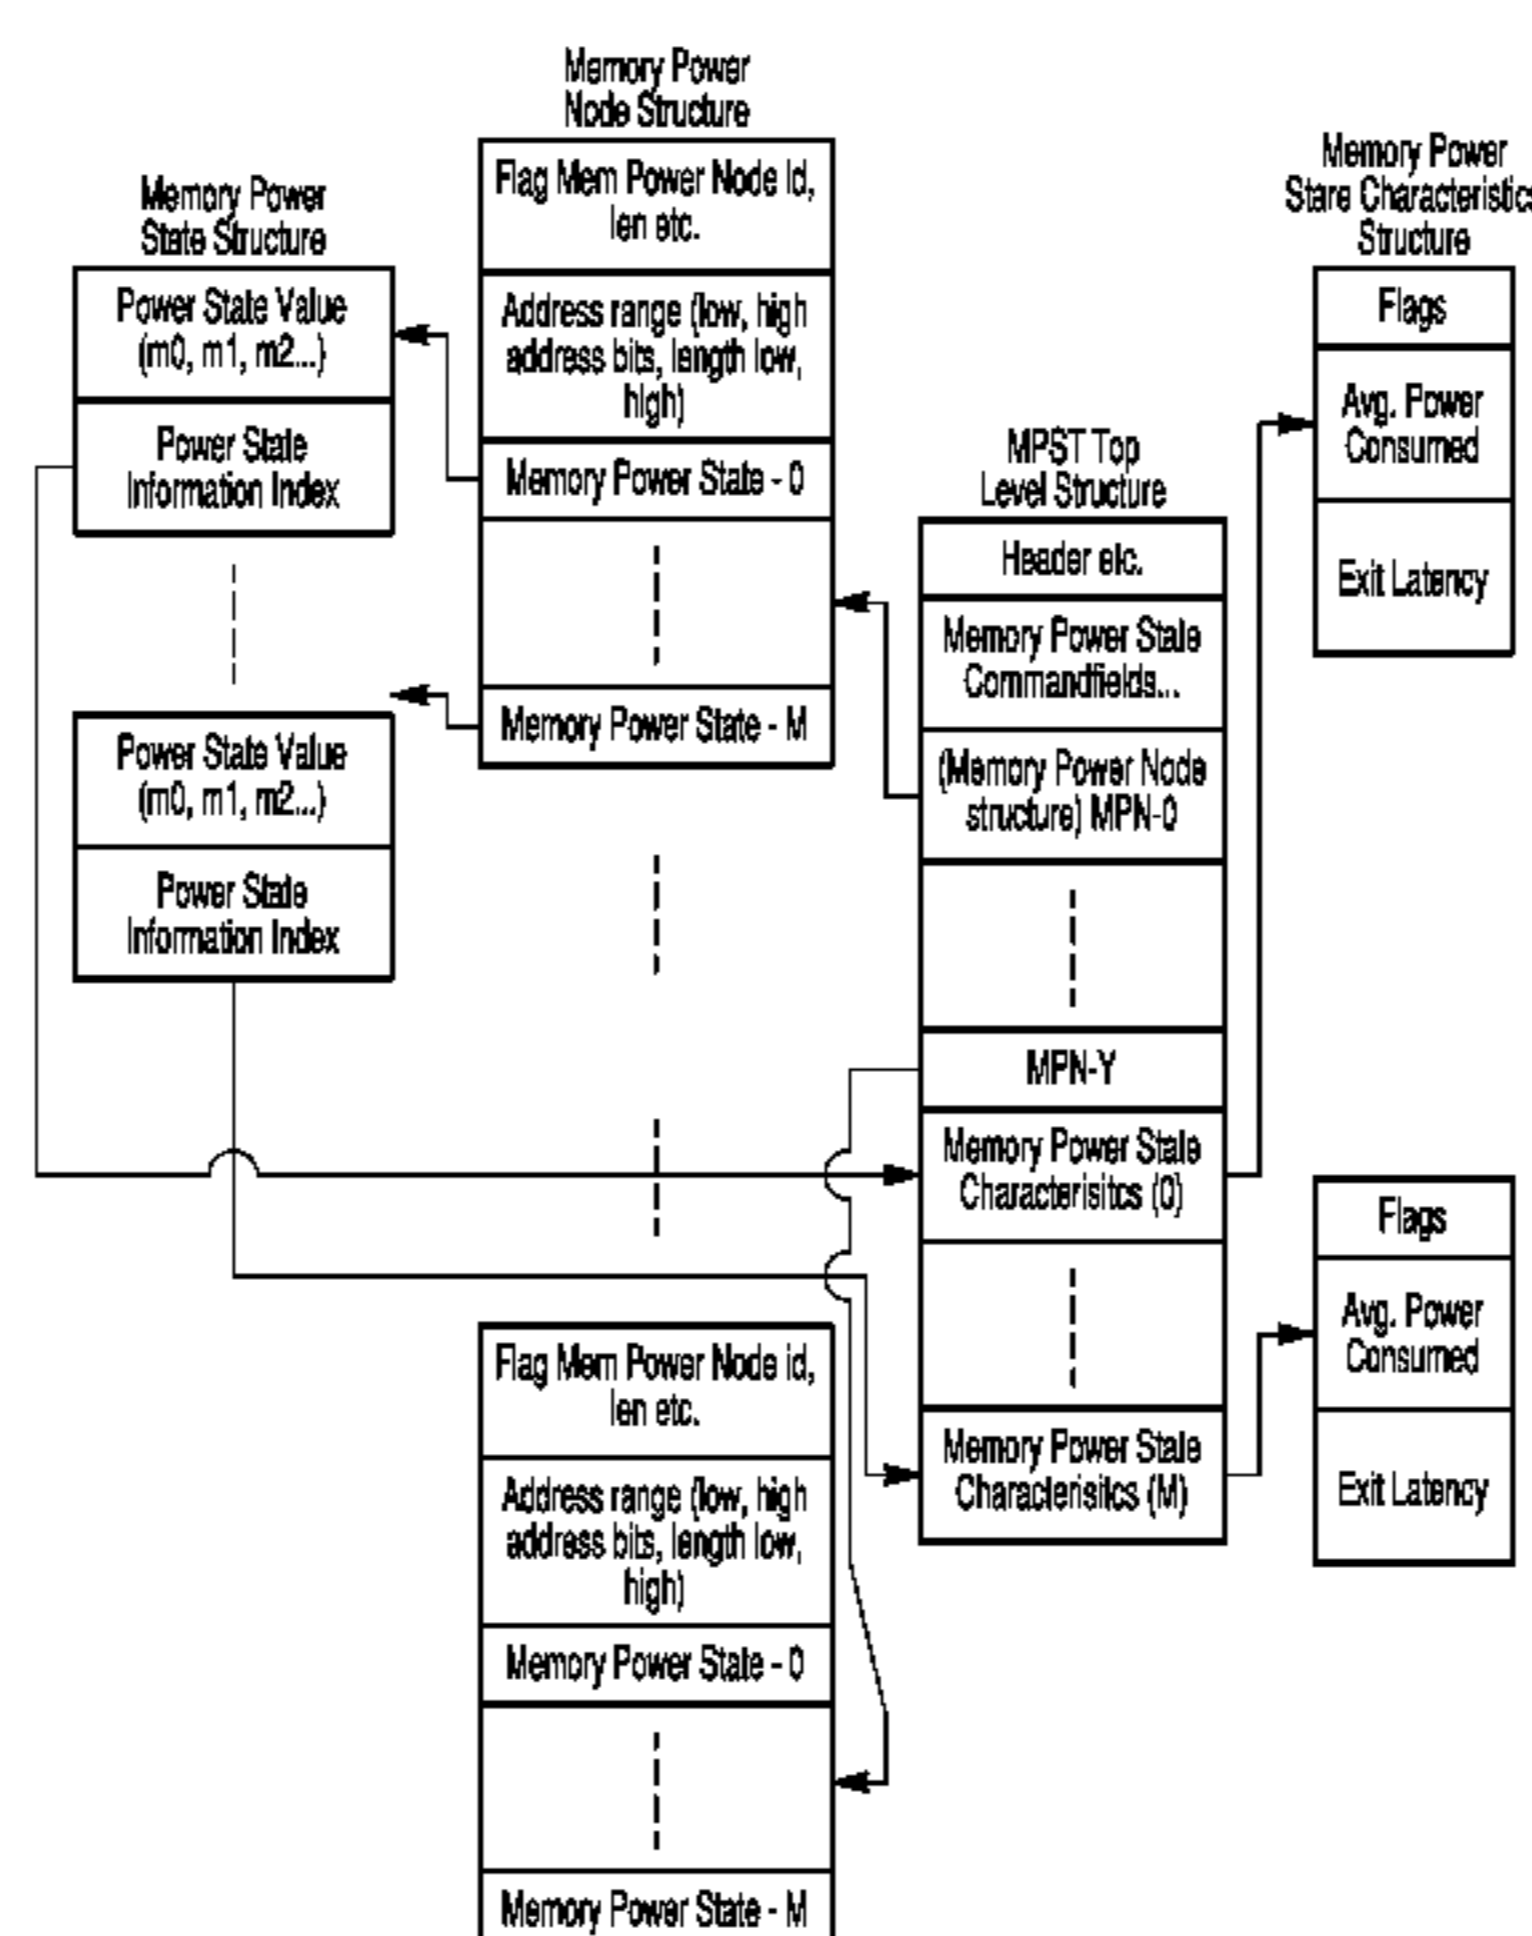 Memory Power
State Structure
Power State Value
(m0, m1, m2...)
Power State
Information Index
Power State Value
(m0, m1, m2...)
Power State
Information Index
Memory Power
Node Structure
Flag Mem Power Node id,
len etc.
Address range (low, high
address bits, length low,
high)
Memory Power State - 0
Memory Power State - M
Flag Mem Power Node id,
len etc.
Address range (low, high
address bits, length low,
high)
Memory Power State - 0
Memory Power State - M
MPST Top
Level Structure
Header etc.
Memory Power State
Commandfields...
(Memory Power Node
structure) MPN-0
MPN-Y
Memory Power State
Characterisitcs (0)
Memory Power State
Characterisitcs (M)
Memory Power
Stare Characteristics
Structure
Flags
Avg. Power
Consumed
Exit Latency
Flags
Avg. Power
Consumed
Exit Latency